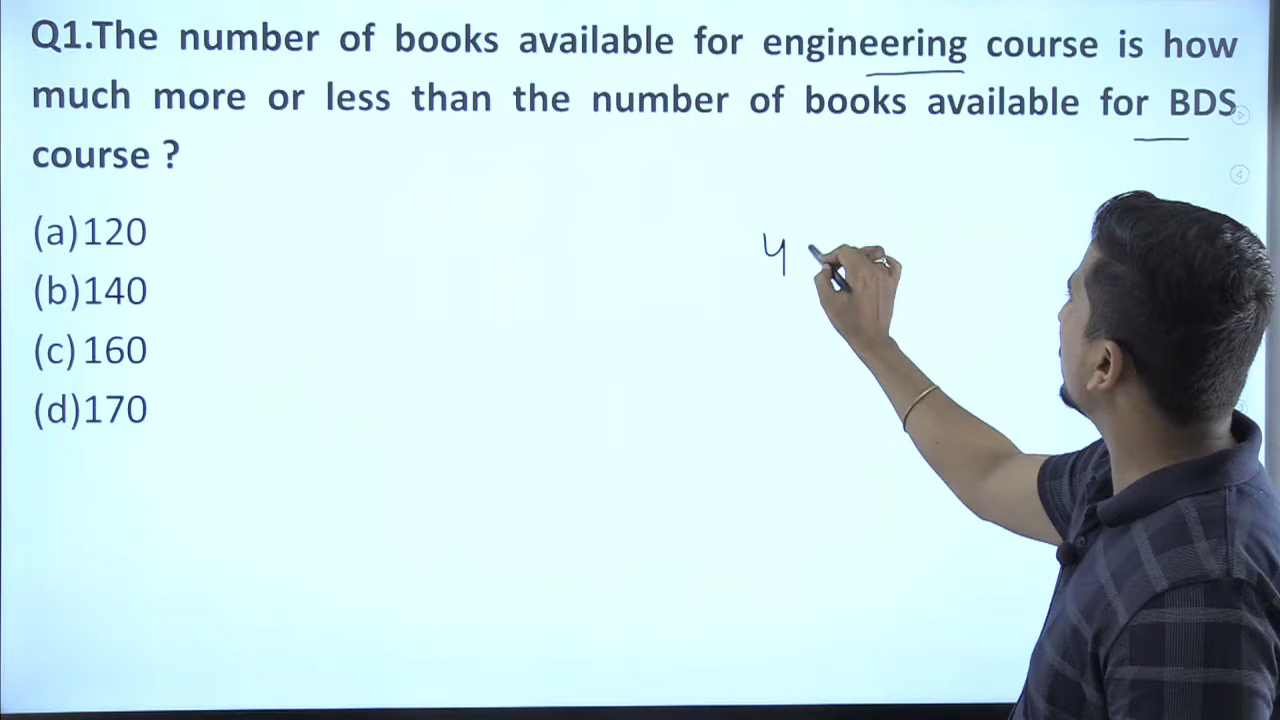 Q1.The number of books available for engineering course is how
much more or less than the number of books available for BDS
course ?
(a)120
(b)140
(c)160
(d)170
4